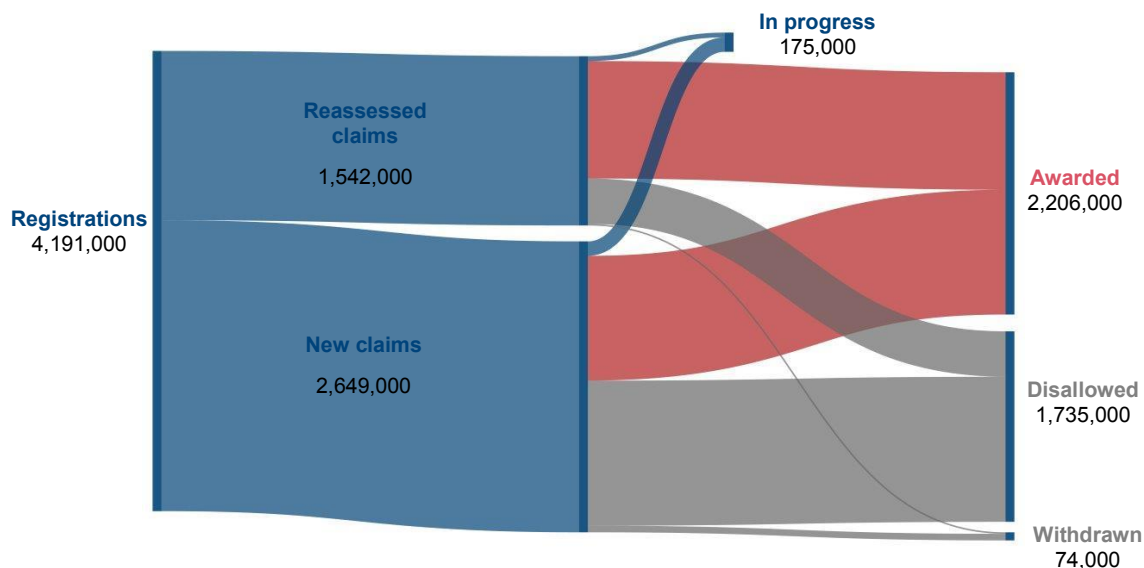 In progress
175,000
Reassessed
claims
1,542,000
Awarded
2,206,000
Registrations
4,191,000
New claims
2,649,000
Disallowed
1,735,000
Withdrawn
74,000